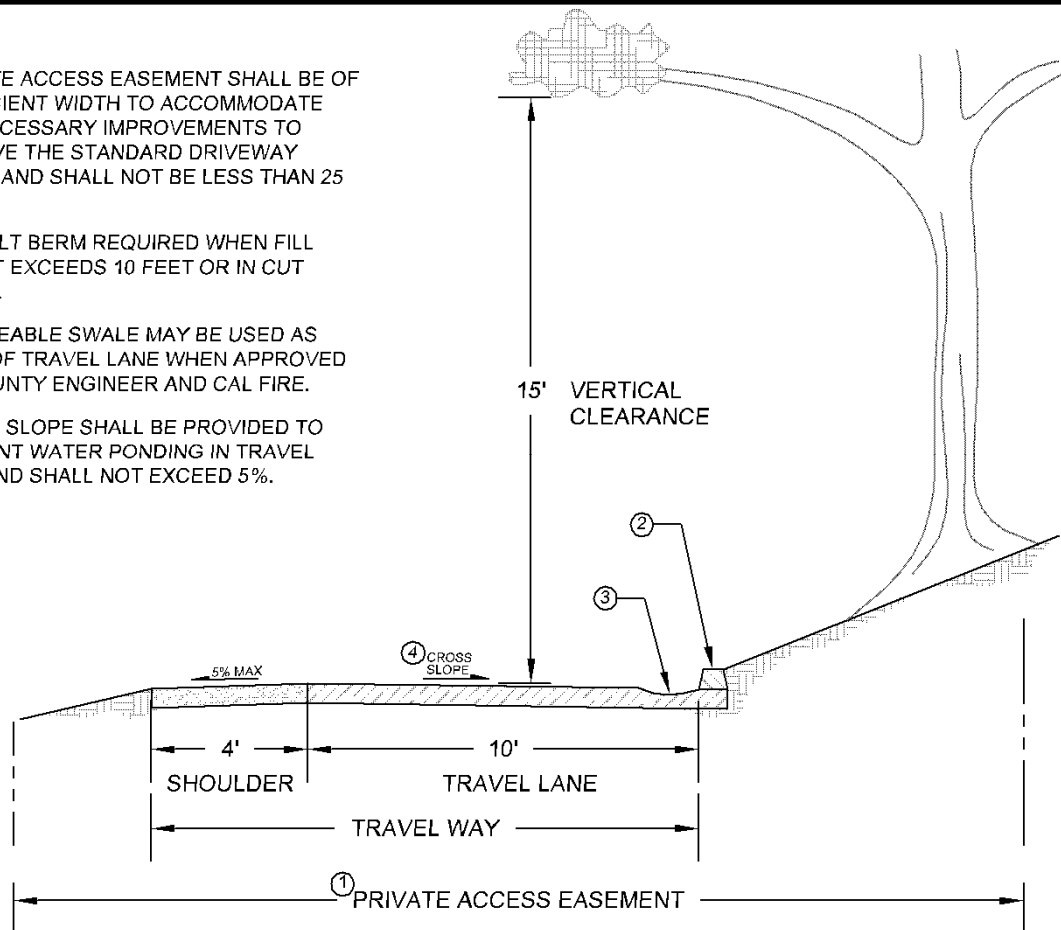 TE ACCESS EASEMENT SHALL BE OF
CIENT WIDTH TO ACCOMMODATE
CESSARY IMPROVEMENTS TO
VE THE STANDARD DRIVEWAY
AND SHALL NOT BE LESS THAN 25
LT BERM REQUIRED WHEN FILL
T EXCEEDS 10 FEET OR IN CUT
.
EABLE SWALE MAY BE USED AS
OF TRAVEL LANE WHEN APPROVED
UNTY ENGINEER AND CAL FIRE.
SLOPE SHALL BE PROVIDED TO
NT WATER PONDING IN TRAVEL
ND SHALL NOT EXCEED 5%.
15' VERTICAL
CLEARANCE
2
3
5% MAX
4 CROSS
SLOPE
4'
10'
SHOULDER
TRAVEL LANE
TRAVEL WAY
1 PRIVATE ACCESS EASEMENT